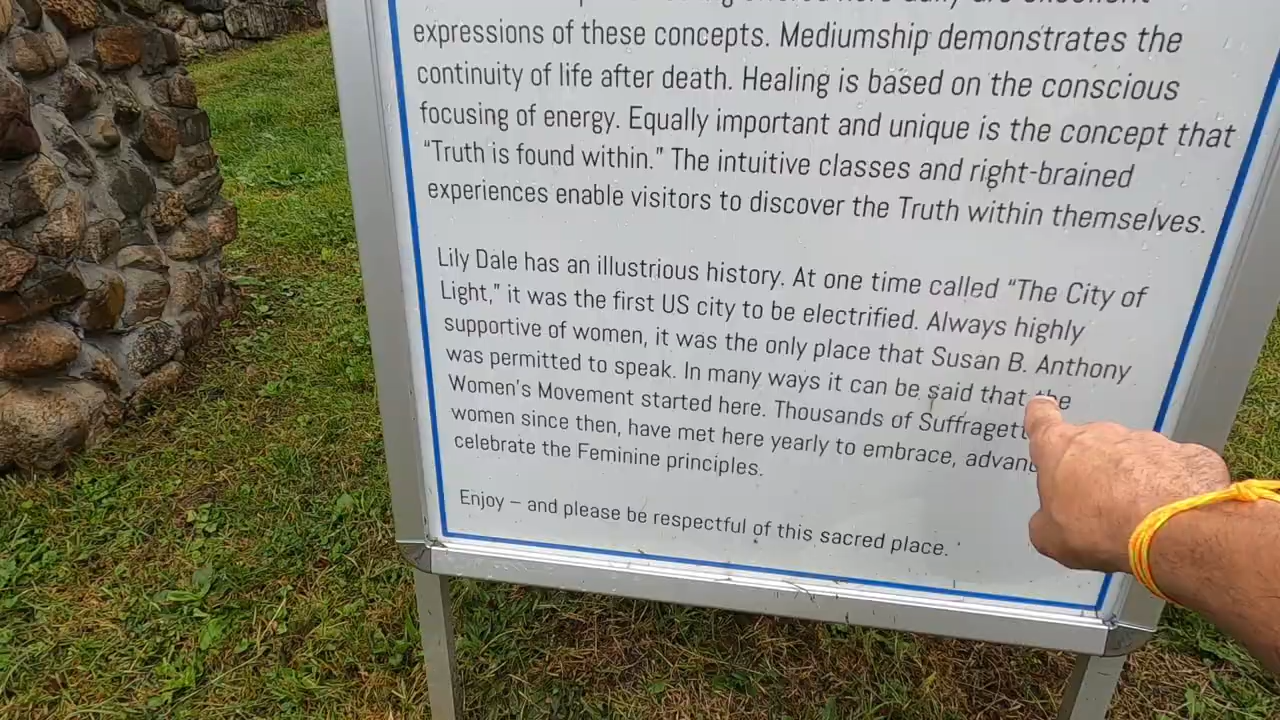 expressions of these concepts. Mediumship demonstrates the
continuity of life after death. Healing is based on the conscious
focusing of energy. Equally important and unique is the concept that
“Truth is found within.” The intuitive classes and right-brained
experiences enable visitors to discover the Truth within themselves.
Lily Dale has an illustrious history. At one time called “The City of
Light,” it was the first US city to be electrified. Always highly
supportive of women, it was the only place that Susan B. Anthony
was permitted to speak. In many ways it can be said that the
Women's Movement started here. Thousands of
women since then, have met here yearly to embrace,
celebrate the Feminine principles.
Enjoy – and please be respectful of this sacred place.